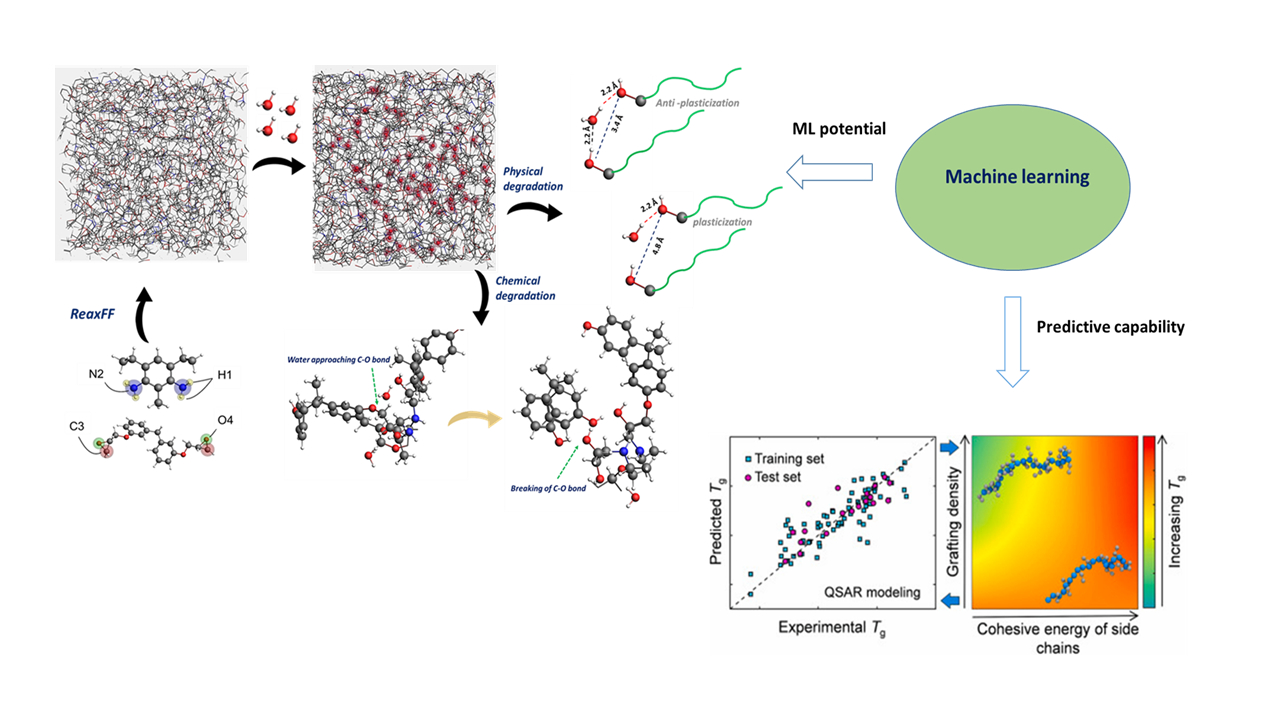 ReaxFF
N2
H1
C3
O4
Physical
degradation
Chemical
degradation
2.2 Å
2.2 Å
3.4 Å
Anti -plasticization
2.2 Å
4.8 Å
plasticization
Water approaching C-O bond
Breaking of C-O bond
ML potential
Machine learning
Predictive capability
Training set
Test set
QSAR modeling
Predicted Tg
Experimental Tg
Grafting density
Cohesive energy of side
chains
Increasing Tg